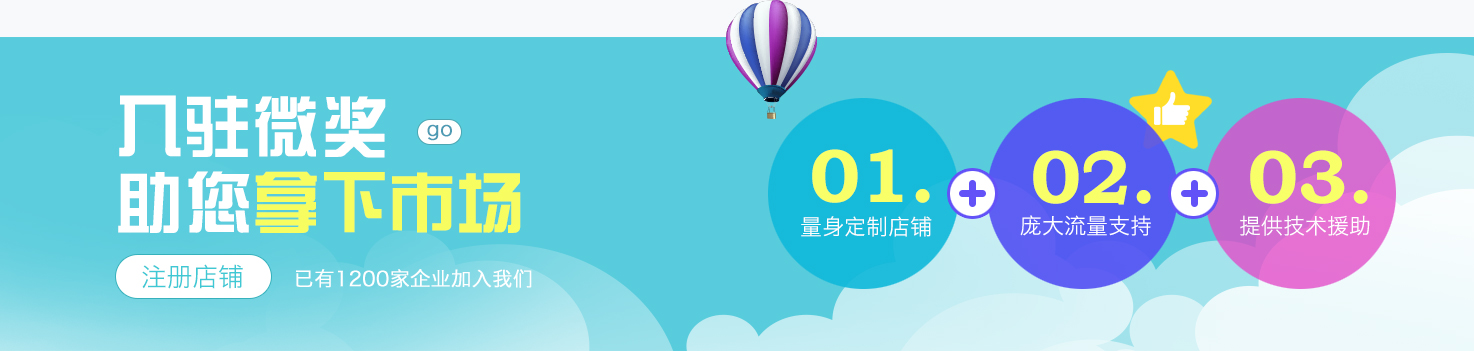 入驻微奖
go
助您拿下市场
注册店铺
已有1200家企业加入我们
01.
量身定制店铺
02.
庞大流量支持
03.
提供技术援助